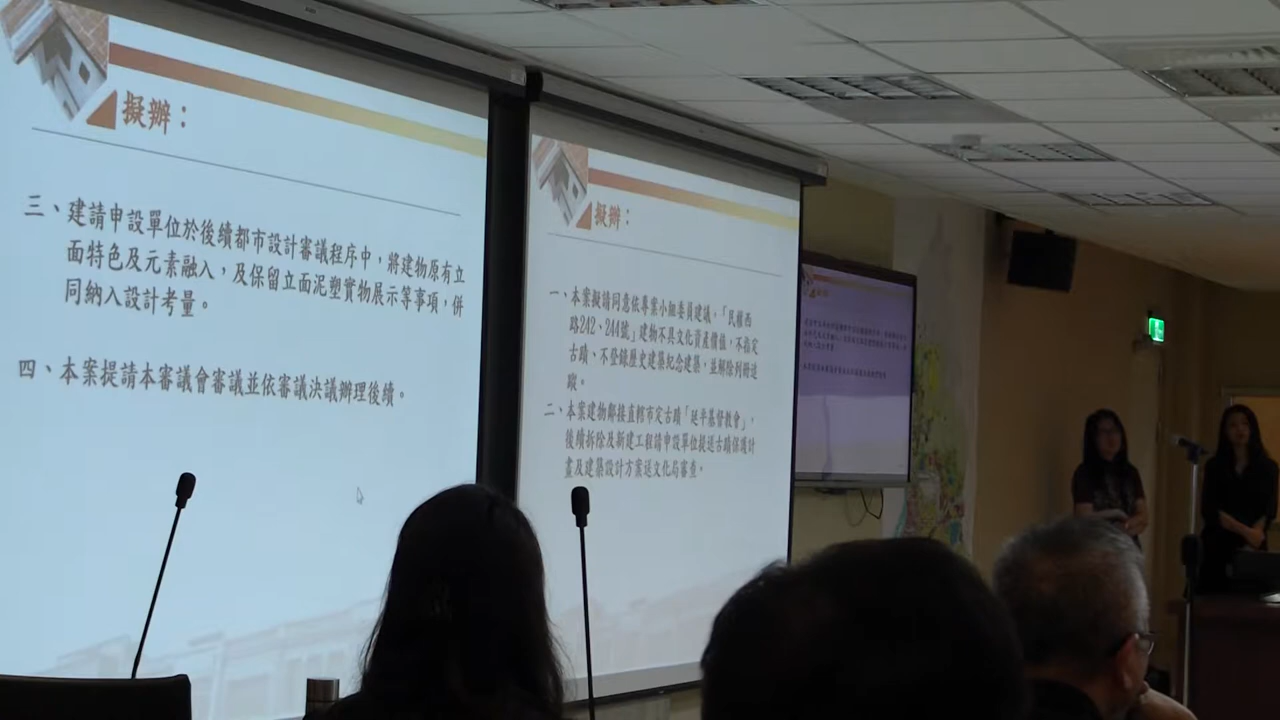 擬辦：
三、建請申設單位於後續都市設計審議程序中，將建物原有立
面特色及元素融入，及保留立面泥塑實物展示等事項，併
同納入設計考量。
四、本案提請本審議會審議並依審議決議辦理後續。
擬辦：
一、本案擬請同意依專案小組委員建議，「民權西
路242、244號」建物不具文化資產價值，不指定
古蹟、不登錄歷史建築紀念建築，並解除列冊追
蹤。
二、本案建物鄰接直轄市定古蹟「延平基督教會」，
後續拆除及新建工程請申設單位提送古蹟保護計
畫及建築設計方案送文化局審查。